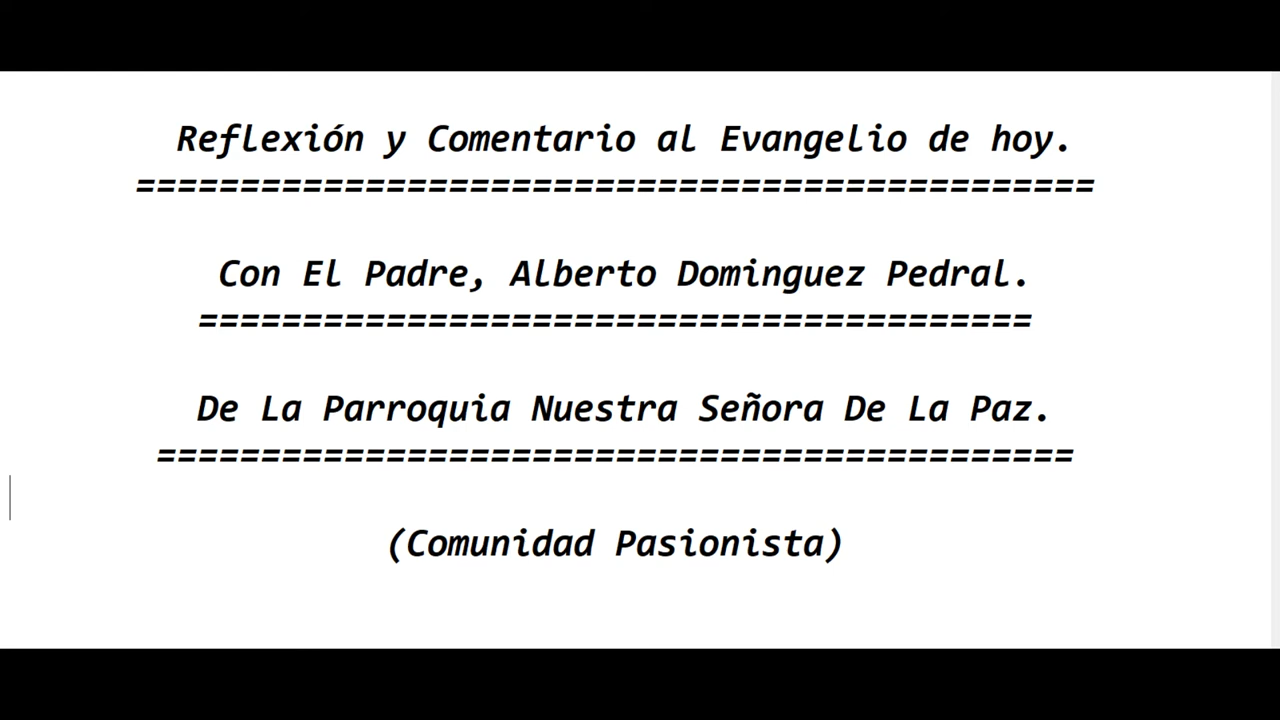 Reflexión y Comentario al Evangelio de hoy.
==============================================
Con El Padre, Alberto Dominguez Pedral.
========================================
De La Parroquia Nuestra Señora De La Paz.
============================================
(Comunidad Pasionista)